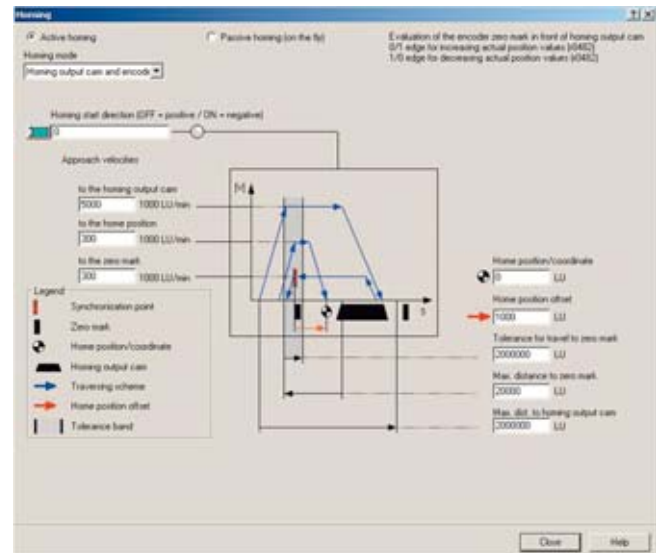 Homing
Active homing
Passive homing (on the fly)
Evaluation of the encoder zero mark in front of homing output cam
0/1 edge for increasing actual position values (r0482)
1/0 edge for decreasing actual position values (r0482)
Homing mode
Homing output cam and encode
Homing start direction (OFF = positive / ON = negative)
0
Approach velocities
to the homing output cam
5000 1000 LU/min
to the home position
300 1000 LU/min
to the zero mark
300 1000 LU/min
Legend
Synchronization point
Zero mark
Home position/coordinate
Homing output cam
Traversing scheme
Home position offset
Tolerance band
s
Home position/coordinate
0 LU
Home position offset
1000 LU
Tolerance for travel to zero mark
2000000 LU
Max. distance to zero mark
20000 LU
Max. dist. to homing output cam
2000000 LU
Close
Help